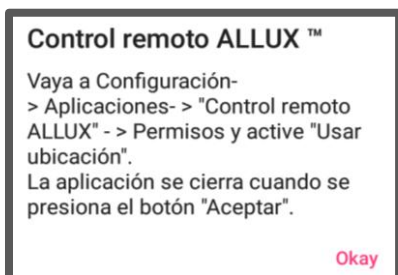 Control remoto ALLUX ™
Vaya a Configuración-
> Aplicaciones- > "Control remoto
ALLUX" - > Permisos y active "Usar
ubicación".
La aplicación se cierra cuando se
presiona el botón "Aceptar".
Okay